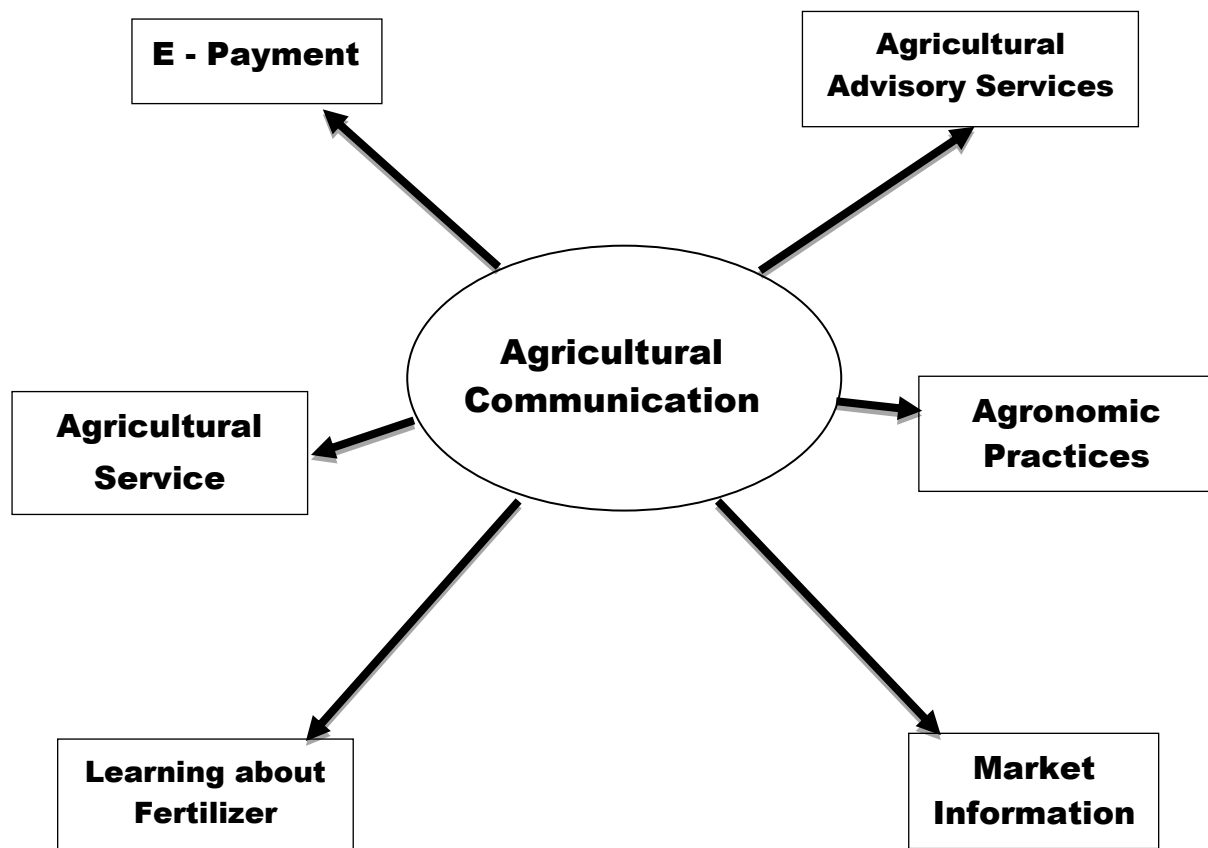 E - Payment
Agricultural
Advisory Services
Agricultural
Communication
Agricultural
Service
Agronomic
Practices
Learning about
Fertilizer
Market
Information